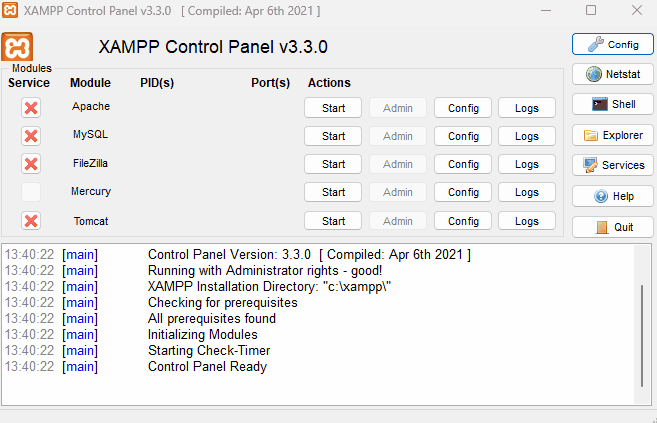 XAMPP Control Panel v3.3.0 [ Compiled: Apr 6th 2021 ]
XAMPP Control Panel v3.3.0
Config
Modules
Service Module PID(s) Port(s) Actions
Netstat
Apache Start Admin Config Logs
Shell
MySQL Start Admin Config Logs
Explorer
FileZilla Start Admin Config Logs
Services
Mercury Start Admin Config Logs
Help
Tomcat Start Admin Config Logs
Quit
13:40:22 [main] Control Panel Version: 3.3.0 [ Compiled: Apr 6th 2021 ]
13:40:22 [main] Running with Administrator rights - good!
13:40:22 [main] XAMPP Installation Directory: "c:\xampp\"
13:40:22 [main] Checking for prerequisites
13:40:22 [main] All prerequisites found
13:40:22 [main] Initializing Modules
13:40:22 [main] Starting Check-Timer
13:40:22 [main] Control Panel Ready